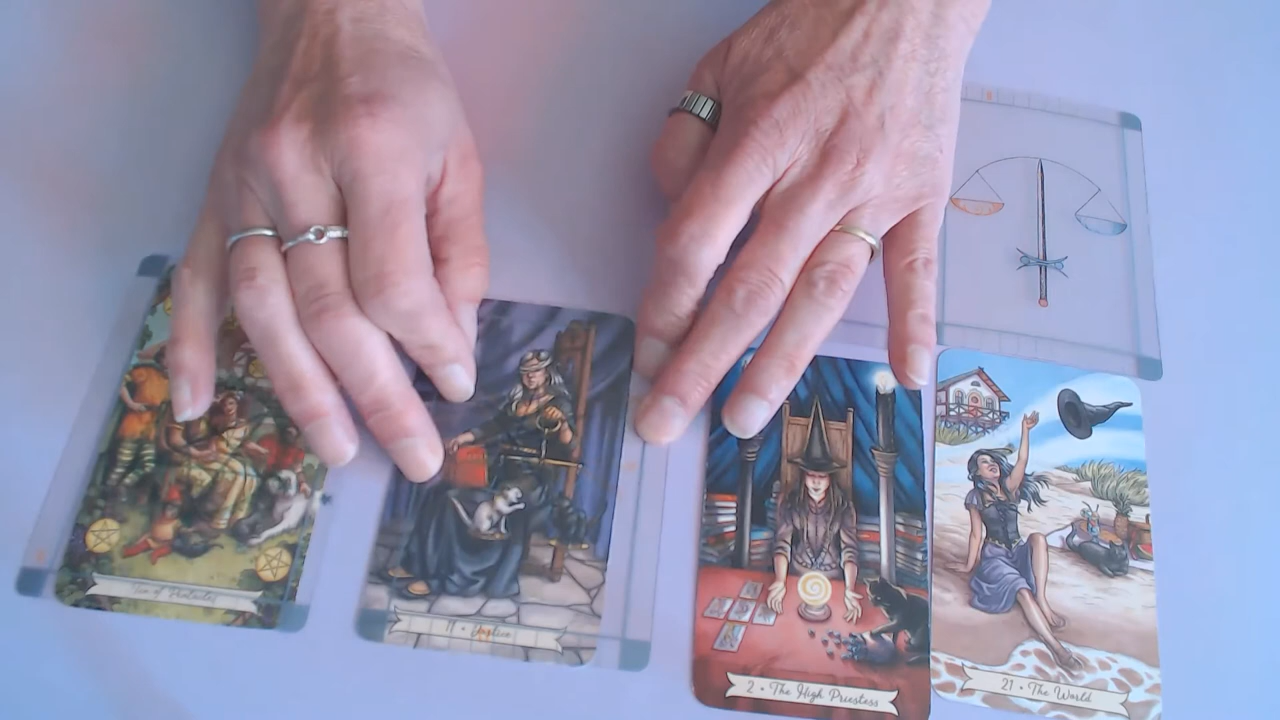 Ten of Pentacles
11 • Justice
2 • The High Priestess
21 • The World